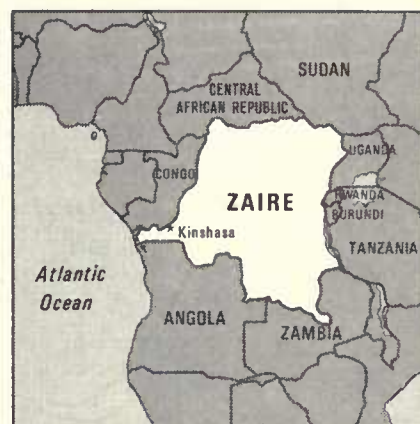 SUDAN
CENTRAL
AFRICAN REPUBLIC
UGANDA
CONGO
RWANDA
ZAIRE
BURUNDI
Kinshasa
TANZANIA
Atlantic
Ocean
ANGOLA
ZAMBIA